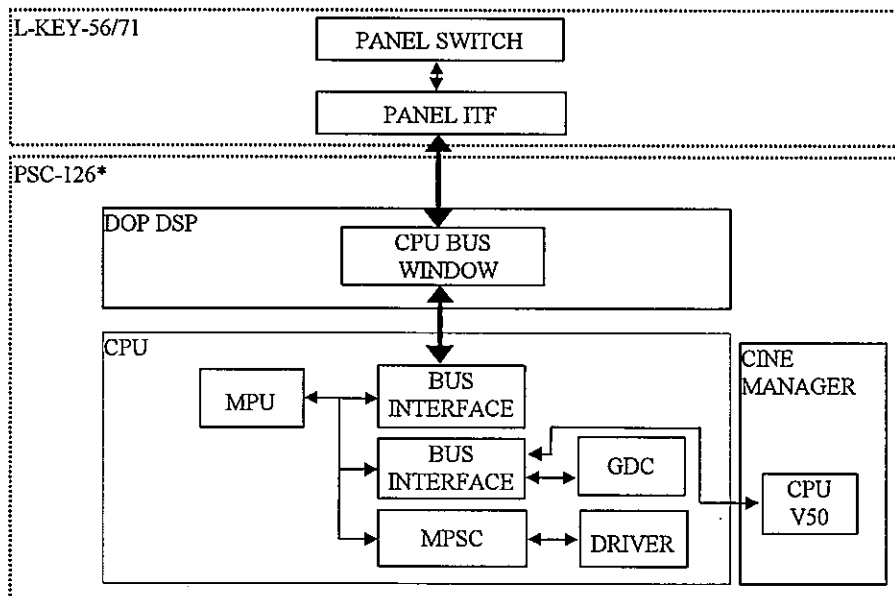 L-KEY-56/71
PANEL SWITCH
PANEL ITF
PSC-126*
DOP DSP
CPU BUS
WINDOW
CPU
MPU
BUS
INTERFACE
BUS
INTERFACE
GDC
MPSC
DRIVER
CINE
MANAGER
CPU
V50